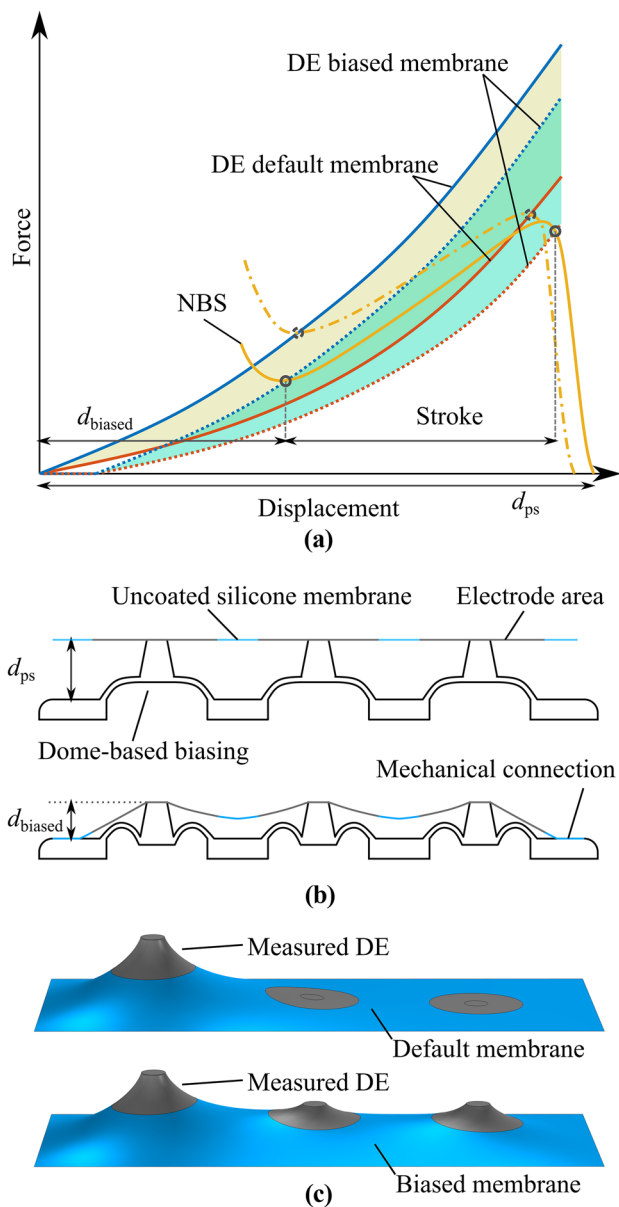 DE biased membrane
DE default membrane
Force
NBS
d_biased
Stroke
Displacement
d_ps
(a)
Uncoated silicone membrane
Electrode area
d_ps
Dome-based biasing
Mechanical connection
d_biased
(b)
Measured DE
Default membrane
Measured DE
Biased membrane
(c)